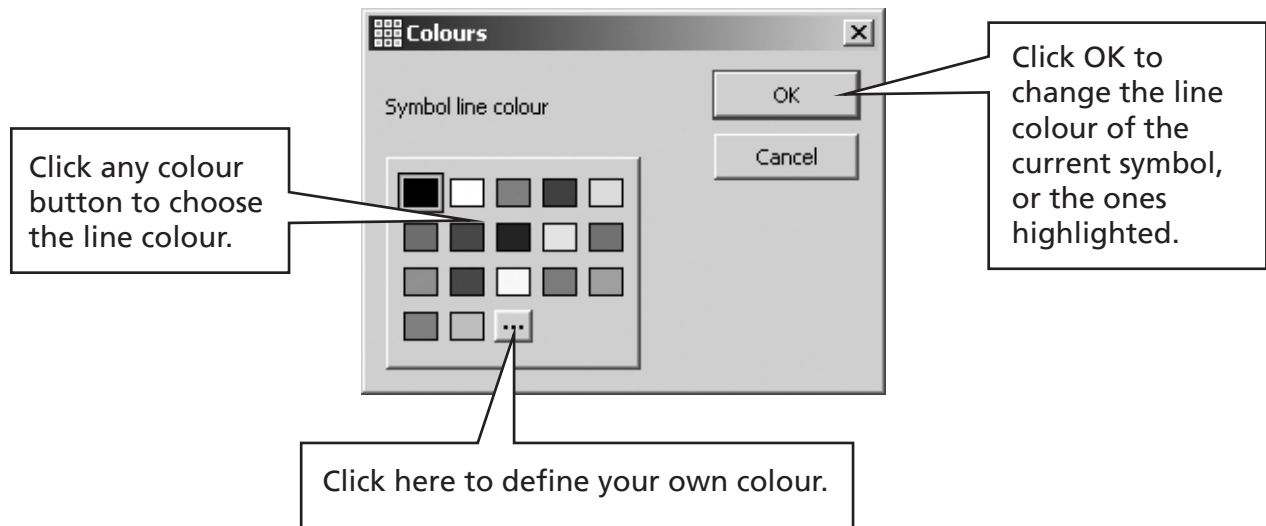 Colours
Symbol line colour
OK
Cancel
Click any colour
button to choose
the line colour.
Click OK to
change the line
colour of the
current symbol,
or the ones
highlighted.
...
Click here to define your own colour.